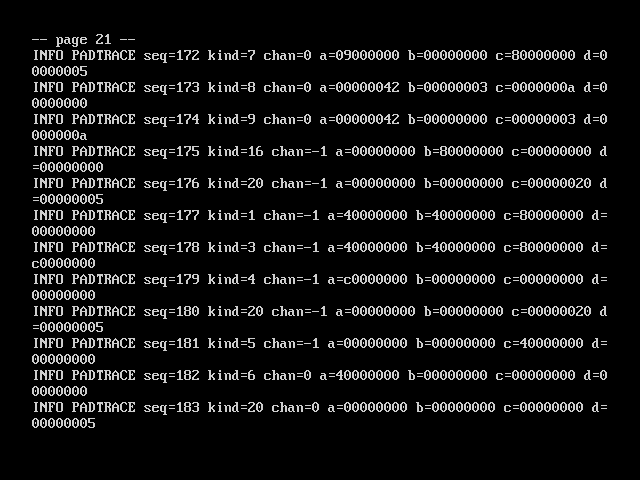 -- page 21 --
INFO PADTRACE seq=172 kind=7 chan=0 a=09000000 b=00000000 c=80000000 d=0
0000005
INFO PADTRACE seq=173 kind=8 chan=0 a=00000042 b=00000003 c=0000000a d=0
0000000
INFO PADTRACE seq=174 kind=9 chan=0 a=00000042 b=00000000 c=00000003 d=0
000000a
INFO PADTRACE seq=175 kind=16 chan=-1 a=00000000 b=80000000 c=00000000 d
=00000000
INFO PADTRACE seq=176 kind=20 chan=-1 a=00000000 b=00000000 c=00000020 d
=00000005
INFO PADTRACE seq=177 kind=1 chan=-1 a=40000000 b=40000000 c=80000000 d=
00000000
INFO PADTRACE seq=178 kind=3 chan=-1 a=40000000 b=40000000 c=80000000 d=
c0000000
INFO PADTRACE seq=179 kind=4 chan=-1 a=c0000000 b=00000000 c=00000000 d=
00000000
INFO PADTRACE seq=180 kind=20 chan=-1 a=00000000 b=00000000 c=00000020 d
=00000005
INFO PADTRACE seq=181 kind=5 chan=-1 a=00000000 b=00000000 c=40000000 d=
00000000
INFO PADTRACE seq=182 kind=6 chan=0 a=40000000 b=00000000 c=00000000 d=0
0000000
INFO PADTRACE seq=183 kind=20 chan=0 a=00000000 b=00000000 c=00000000 d=
00000005